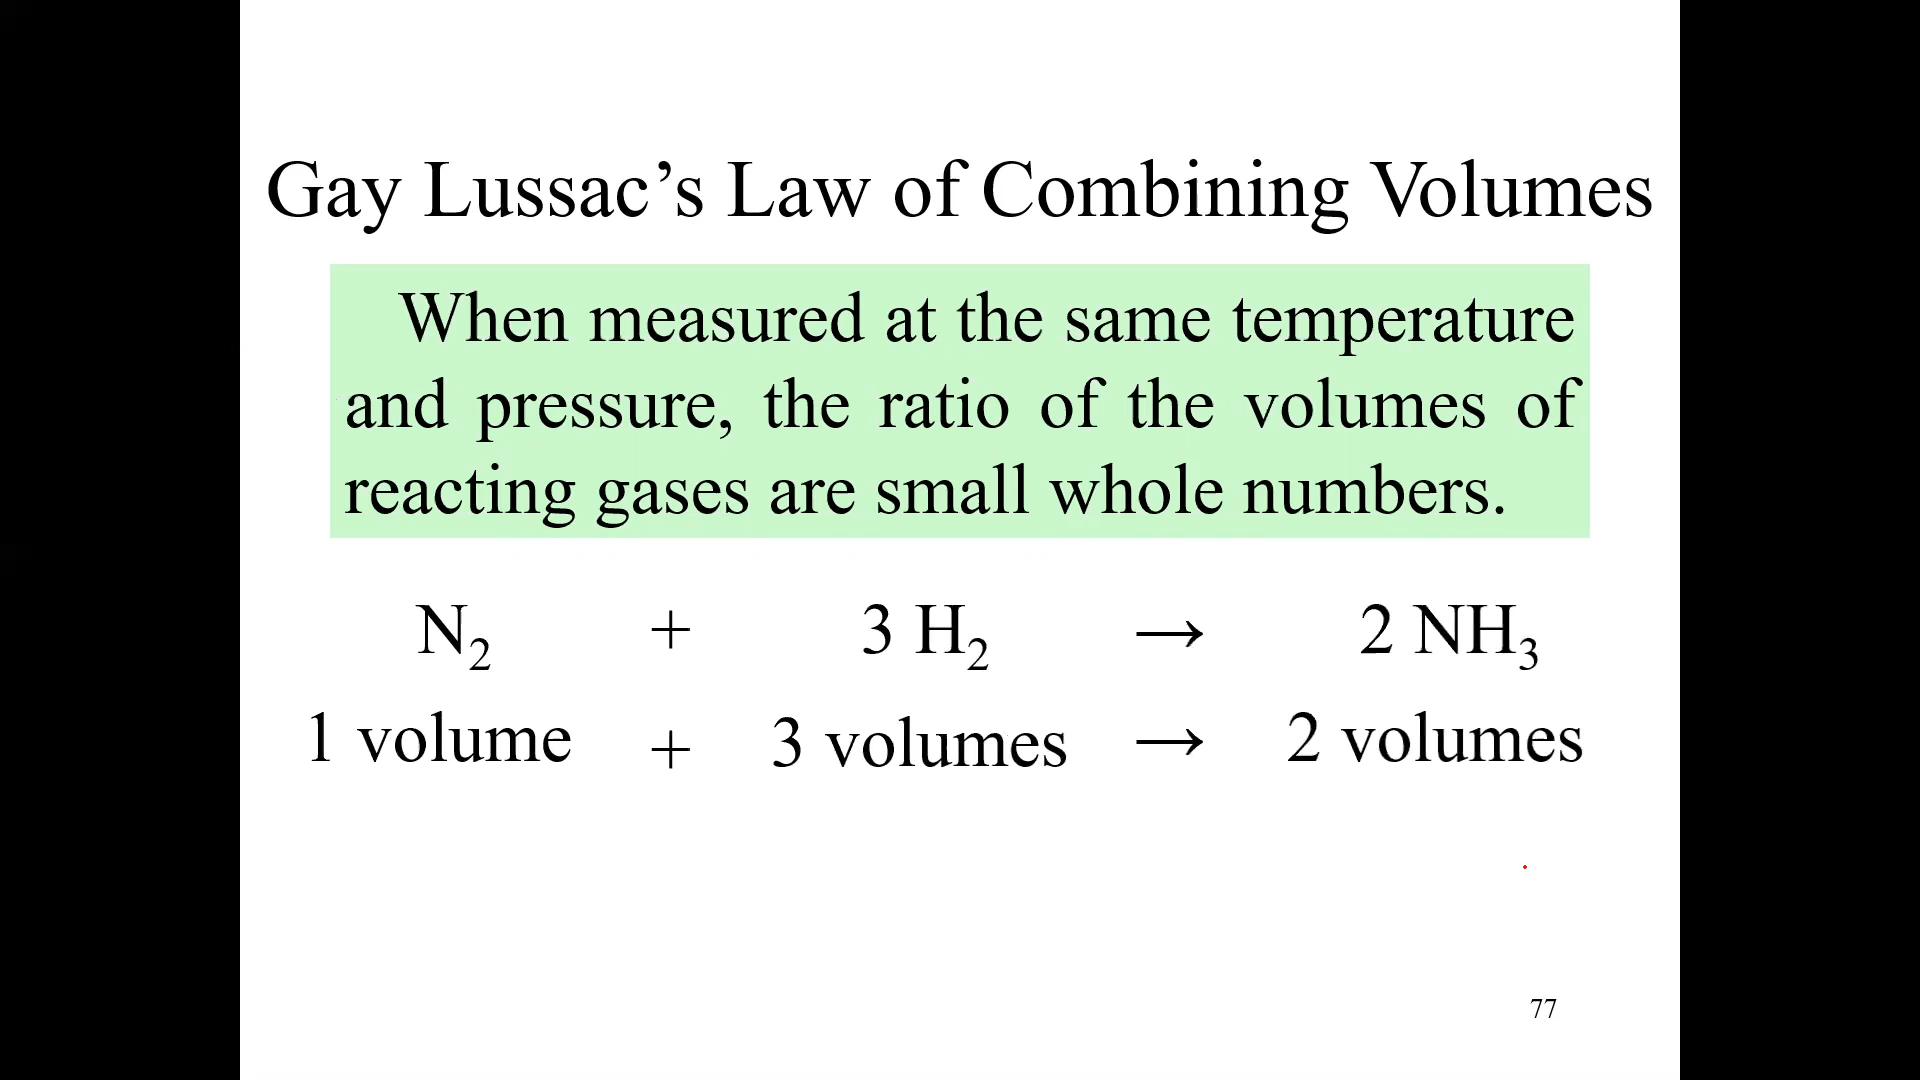 Gay Lussac’s Law of Combining Volumes
When measured at the same temperature
and pressure, the ratio of the volumes of
reacting gases are small whole numbers.
N₂ + 3 H₂ → 2 NH₃
1 volume + 3 volumes → 2 volumes
77